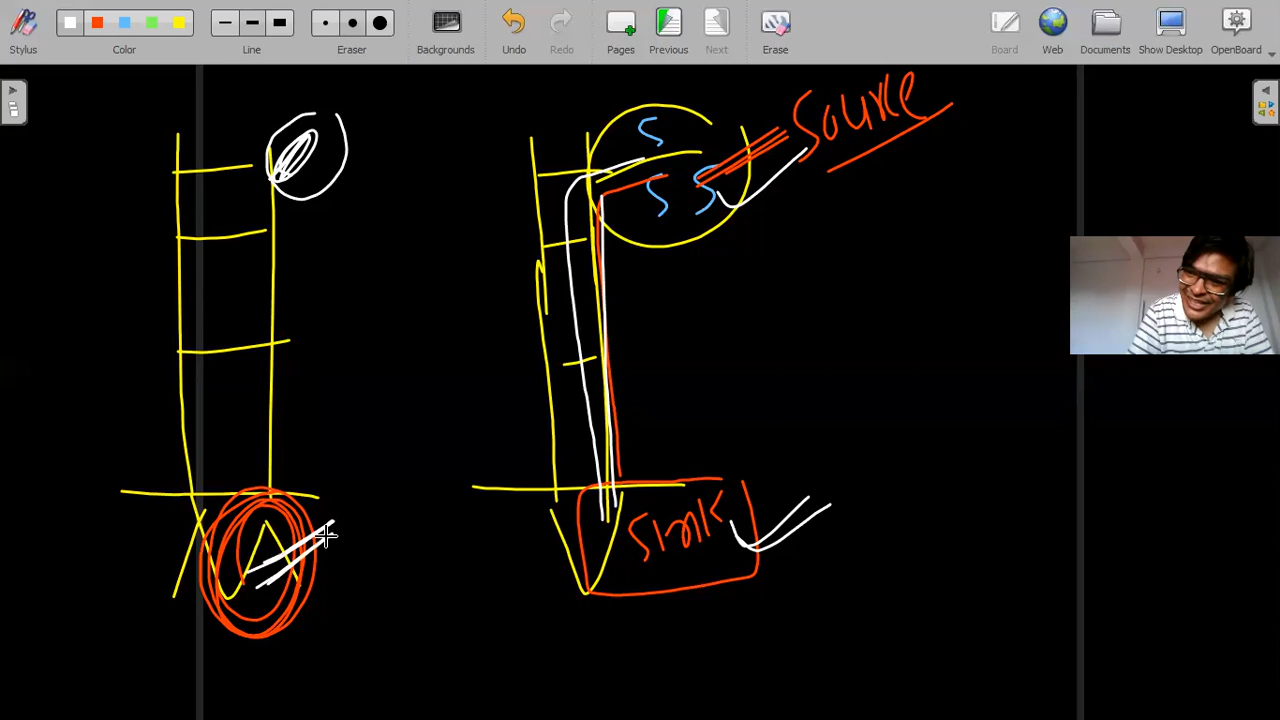 Stylus Color Line Eraser Backgrounds Undo Redo Pages Previous Next Erase Board Web Documents Show Desktop OpenBoard
Source
S
S S
Sink